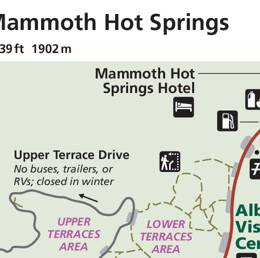 Mammoth Hot Springs
39 ft 1902 m
Mammoth Hot
Springs Hotel
Upper Terrace Drive
No buses, trailers, or
RVs; closed in winter
UPPER
TERRACES
AREA
LOWER
TERRACES
AREA
Alb
Vis
Cen